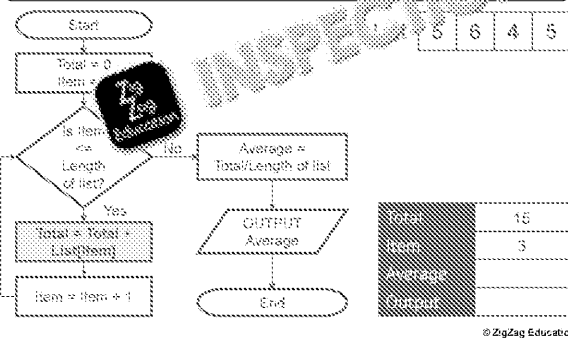 INSPECT
Start
5 6 4 5
Total = 0
Item =
Zig
Zag
Education
Is Item
<=
Length
of list?
No
Average =
Total/Length of list
Yes
Total = Total +
List[Item]
OUTPUT
Average
Item = Item + 1
End
Total 15
Item 3
Average
Output
© ZigZag Educatio